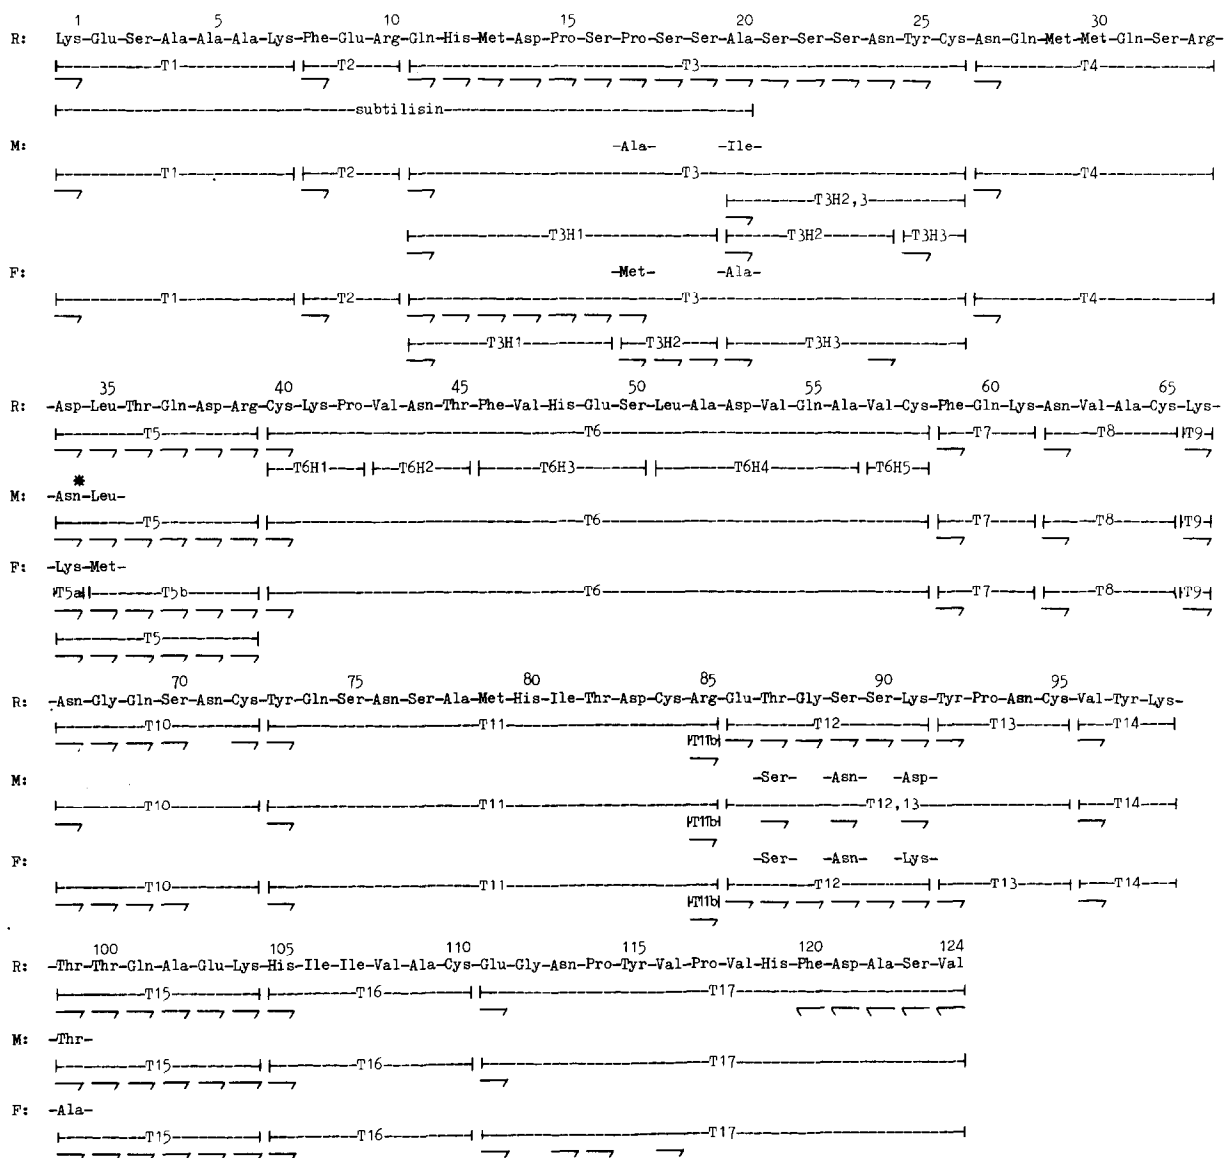 1 5 10 15 20 25 30
R: Lys-Glu-Ser-Ala-Ala-Ala-Lys-Phe-Glu-Arg-Gln-His-Met-Asp-Pro-Ser-Pro-Ser-Ser-Ala-Ser-Ser-Ser-Asn-Tyr-Cys-Asn-Gln-Met-Met-Gln-Ser-Arg-
T1 T2 T3 T4
subtilisin
M: -Ala- -Ile-
T1 T2 T3 T4
T3H2,3
T3H1 T3H2 T3H3
F: -Met- -Ala-
T1 T2 T3 T4
T3H1 T3H2 T3H3
35 40 45 50 55 60 65
R: -Asp-Leu-Thr-Gln-Asp-Arg-Cys-Lys-Pro-Val-Asn-Thr-Phe-Val-His-Glu-Ser-Leu-Ala-Asp-Val-Gln-Ala-Val-Cys-Phe-Gln-Lys-Asn-Val-Ala-Cys-Lys-
T5 T6 T7 T8 T9
T6H1 T6H2 T6H3 T6H4 T6H5
*
M: -Asn-Leu-
T5 T6 T7 T8 T9
F: -Lys-Met-
T5a T5b T6 T7 T8 T9
T5
70 75 80 85 90 95
R: -Asn-Gly-Gln-Ser-Asn-Cys-Tyr-Gln-Ser-Asn-Ser-Ala-Met-His-Ile-Thr-Asp-Cys-Arg-Glu-Thr-Gly-Ser-Ser-Lys-Tyr-Pro-Asn-Cys-Val-Tyr-Lys-
T10 T11 T12 T13 T14
T11b
M: -Ser- -Asn- -Asp-
T10 T11 T12,13 T14
T11b
F: -Ser- -Asn- -Lys-
T10 T11 T12 T13 T14
T11b
100 105 110 115 120 124
R: -Thr-Thr-Gln-Ala-Glu-Lys-His-Ile-Ile-Val-Ala-Cys-Glu-Gly-Asn-Pro-Tyr-Val-Pro-Val-His-Phe-Asp-Ala-Ser-Val
T15 T16 T17
M: -Thr-
T15 T16 T17
F: -Ala-
T15 T16 T17